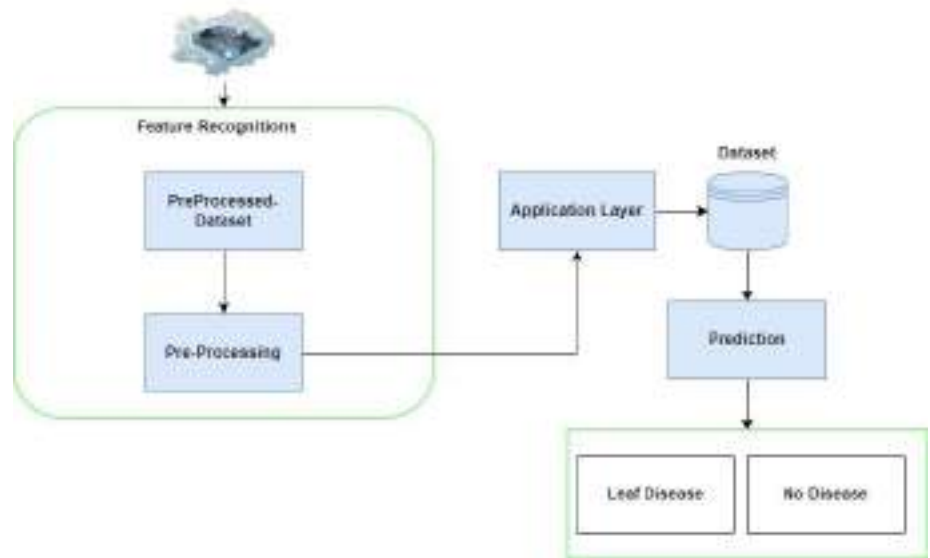 Feature Recognitions
PreProcessed-
Dataset
Pre-Processing
Application Layer
Dataset
Prediction
Leaf Disease
No Disease